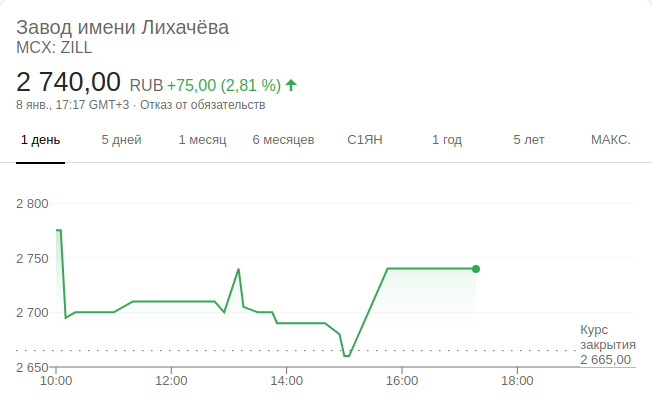 Завод имени Лихачёва
MCX: ZILL
2 740,00 RUB +75,00 (2,81 %)
8 янв., 17:17 GMT+3 · Отказ от обязательств
1 день 5 дней 1 месяц 6 месяцев С1ЯН 1 год 5 лет МАКС.
2 800
2 750
2 700
2 650
Курс
закрытия
2 665,00
10:00 12:00 14:00 16:00 18:00